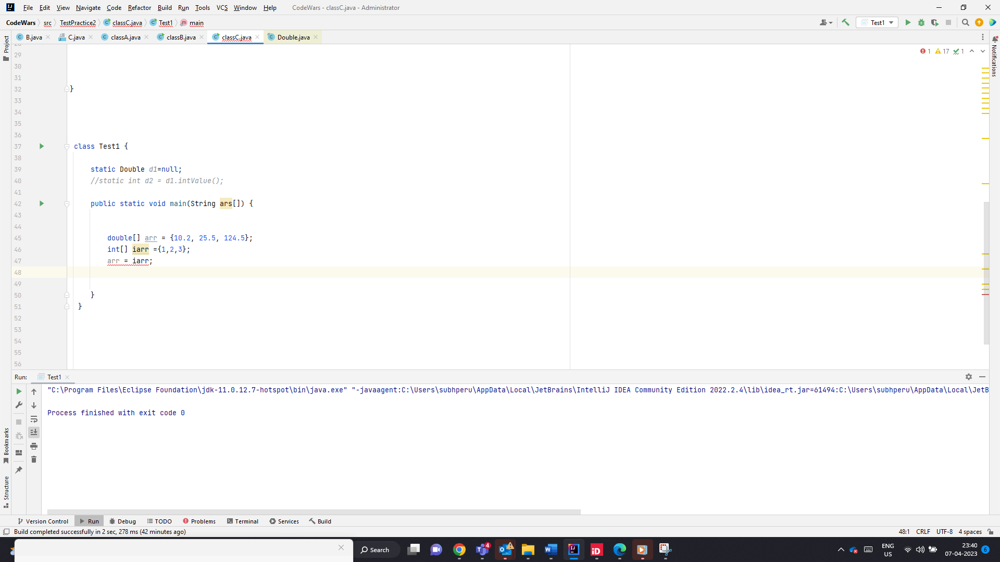 File Edit View Navigate Code Refactor Build Run Tools VCS Window Help CodeWars - classC.java - Administrator
CodeWars src TestPractice2 classC.java Test1 main Test1
B.java C.java classA.java classB.java classC.java Double.java
Project
Notifications
1 17 1
29
30
31
32 }
33
34
35
36
37 class Test1 {
38
39 static Double d1=null;
40 //static int d2 = d1.intValue();
41
42 public static void main(String ars[]) {
43
44
45 double[] arr = {10.2, 25.5, 124.5};
46 int[] iarr ={1,2,3};
47 arr = iarr;
48
49
50 }
51 }
52
53
54
55
56
Run: Test1
"C:\Program Files\Eclipse Foundation\jdk-11.0.12.7-hotspot\bin\java.exe" "-javaagent:C:\Users\subhperu\AppData\Local\JetBrains\IntelliJ IDEA Community Edition 2022.2.4\lib\idea_rt.jar=61494:C:\Users\subhperu\AppData\Local\JetB
Process finished with exit code 0
Bookmarks
Structure
Version Control Run Debug TODO Problems Terminal Services Build
Build completed successfully in 2 sec, 278 ms (42 minutes ago) 48:1 CRLF UTF-8 4 spaces
Search 4 ENG US 23:40 07-04-2023 6